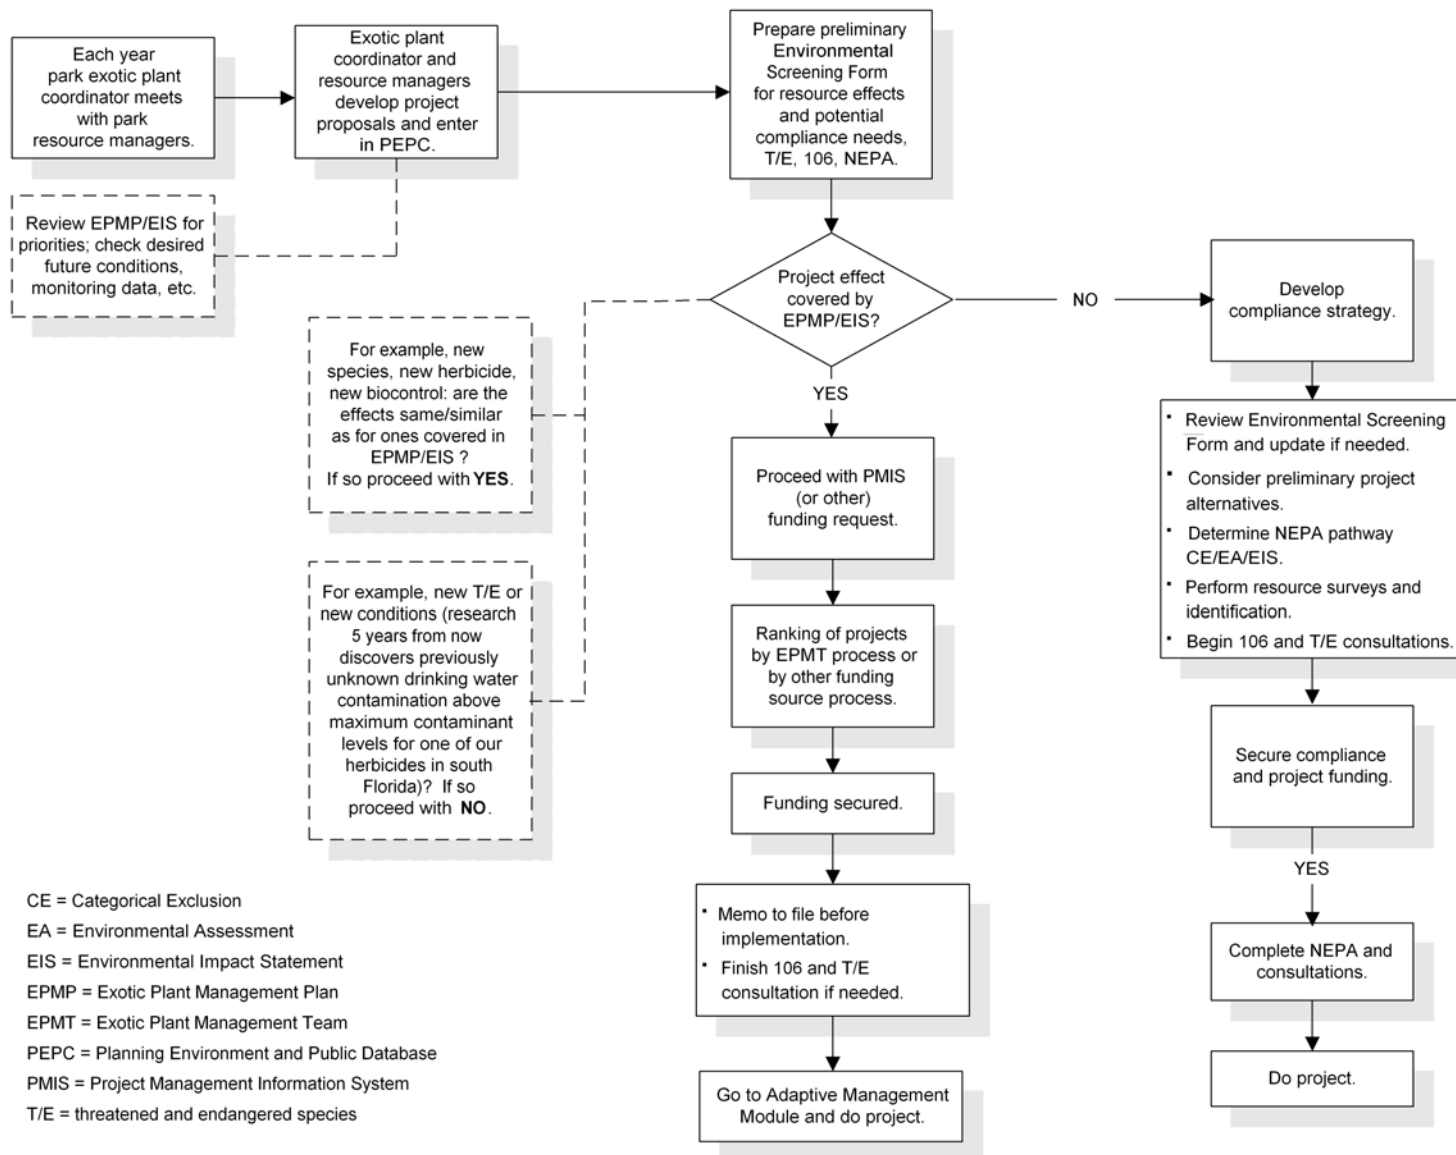 Each year
park exotic plant
coordinator meets
with park
resource managers.
Exotic plant
coordinator and
resource managers
develop project
proposals and enter
in PEPC.
Prepare preliminary
Environmental
Screening Form
for resource effects
and potential
compliance needs,
T/E, 106, NEPA.
Review EPMP/EIS for
priorities; check desired
future conditions,
monitoring data, etc.
Project effect
covered by
EPMP/EIS?
NO
Develop
compliance strategy.
For example, new
species, new herbicide,
new biocontrol: are the
effects same/similar
as for ones covered in
EPMP/EIS ?
If so proceed with YES.
YES
▪ Review Environmental Screening
Form and update if needed.
▪ Consider preliminary project
alternatives.
▪ Determine NEPA pathway
CE/EA/EIS.
▪ Perform resource surveys and
identification.
▪ Begin 106 and T/E consultations.
Proceed with PMIS
(or other)
funding request.
For example, new T/E or
new conditions (research
5 years from now
discovers previously
unknown drinking water
contamination above
maximum contaminant
levels for one of our
herbicides in south
Florida)? If so
proceed with NO.
Ranking of projects
by EPMT process or
by other funding
source process.
Secure compliance
and project funding.
Funding secured.
YES
▪ Memo to file before
implementation.
▪ Finish 106 and T/E
consultation if needed.
Complete NEPA and
consultations.
Go to Adaptive Management
Module and do project.
Do project.
CE = Categorical Exclusion
EA = Environmental Assessment
EIS = Environmental Impact Statement
EPMP = Exotic Plant Management Plan
EPMT = Exotic Plant Management Team
PEPC = Planning Environment and Public Database
PMIS = Project Management Information System
T/E = threatened and endangered species